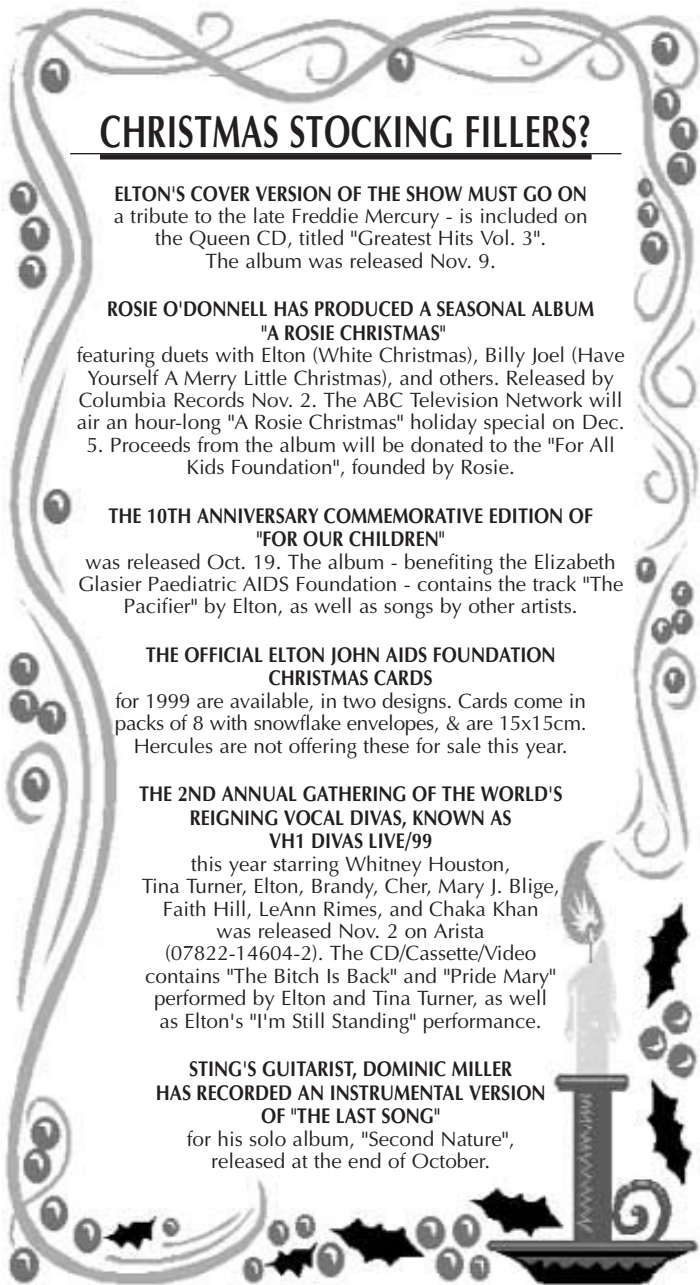 CHRISTMAS STOCKING FILLERS?
ELTON'S COVER VERSION OF THE SHOW MUST GO ON
a tribute to the late Freddie Mercury - is included on
the Queen CD, titled "Greatest Hits Vol. 3".
The album was released Nov. 9.
ROSIE O'DONNELL HAS PRODUCED A SEASONAL ALBUM
"A ROSIE CHRISTMAS"
featuring duets with Elton (White Christmas), Billy Joel (Have
Yourself A Merry Little Christmas), and others. Released by
Columbia Records Nov. 2. The ABC Television Network will
air an hour-long "A Rosie Christmas" holiday special on Dec.
5. Proceeds from the album will be donated to the "For All
Kids Foundation", founded by Rosie.
THE 10TH ANNIVERSARY COMMEMORATIVE EDITION OF
"FOR OUR CHILDREN"
was released Oct. 19. The album - benefiting the Elizabeth
Glasier Paediatric AIDS Foundation - contains the track "The
Pacifier" by Elton, as well as songs by other artists.
THE OFFICIAL ELTON JOHN AIDS FOUNDATION
CHRISTMAS CARDS
for 1999 are available, in two designs. Cards come in
packs of 8 with snowflake envelopes, & are 15x15cm.
Hercules are not offering these for sale this year.
THE 2ND ANNUAL GATHERING OF THE WORLD'S
REIGNING VOCAL DIVAS, KNOWN AS
VH1 DIVAS LIVE/99
this year starring Whitney Houston,
Tina Turner, Elton, Brandy, Cher, Mary J. Blige,
Faith Hill, LeAnn Rimes, and Chaka Khan
was released Nov. 2 on Arista
(07822-14604-2). The CD/Cassette/Video
contains "The Bitch Is Back" and "Pride Mary"
performed by Elton and Tina Turner, as well
as Elton's "I'm Still Standing" performance.
STING'S GUITARIST, DOMINIC MILLER
HAS RECORDED AN INSTRUMENTAL VERSION
OF "THE LAST SONG"
for his solo album, "Second Nature",
released at the end of October.